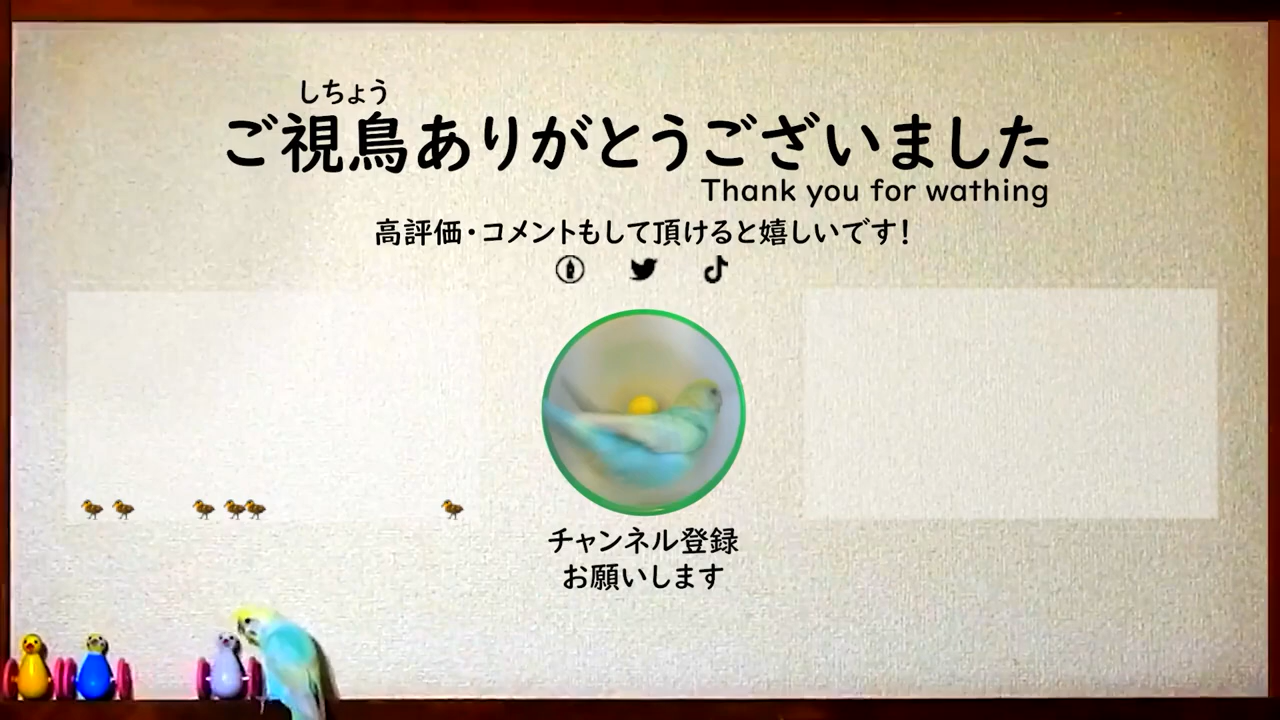 しちょう
ご視鳥ありがとうございました
Thank you for wathing
高評価・コメントもして頂けると嬉しいです!
チャンネル登録
お願いします